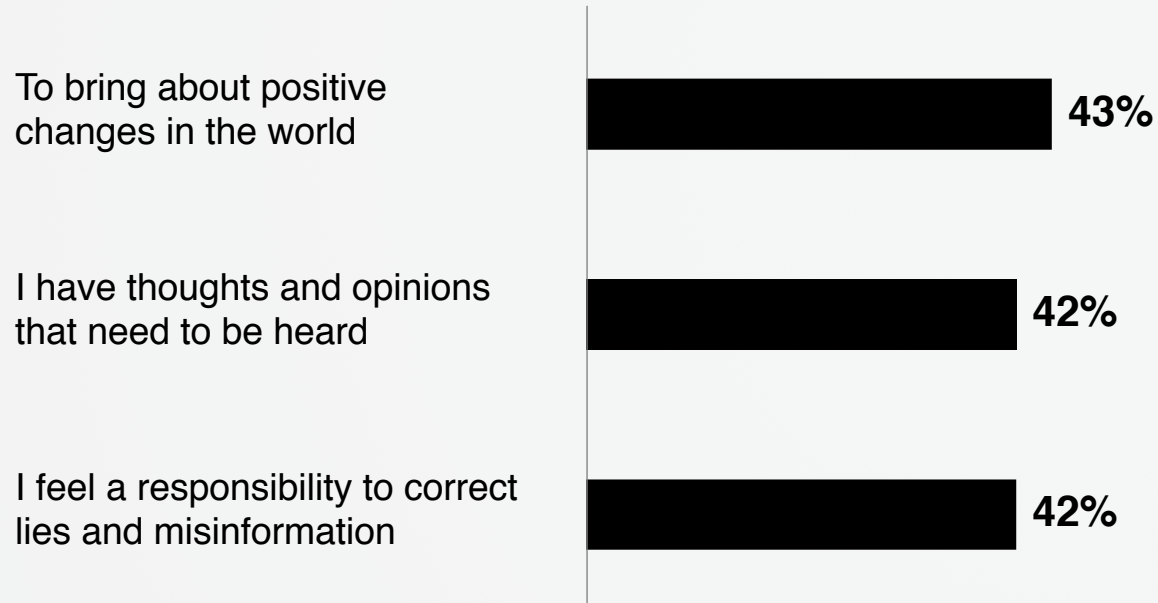 To bring about positive
changes in the world
43%
I have thoughts and opinions
that need to be heard
42%
I feel a responsibility to correct
lies and misinformation
42%